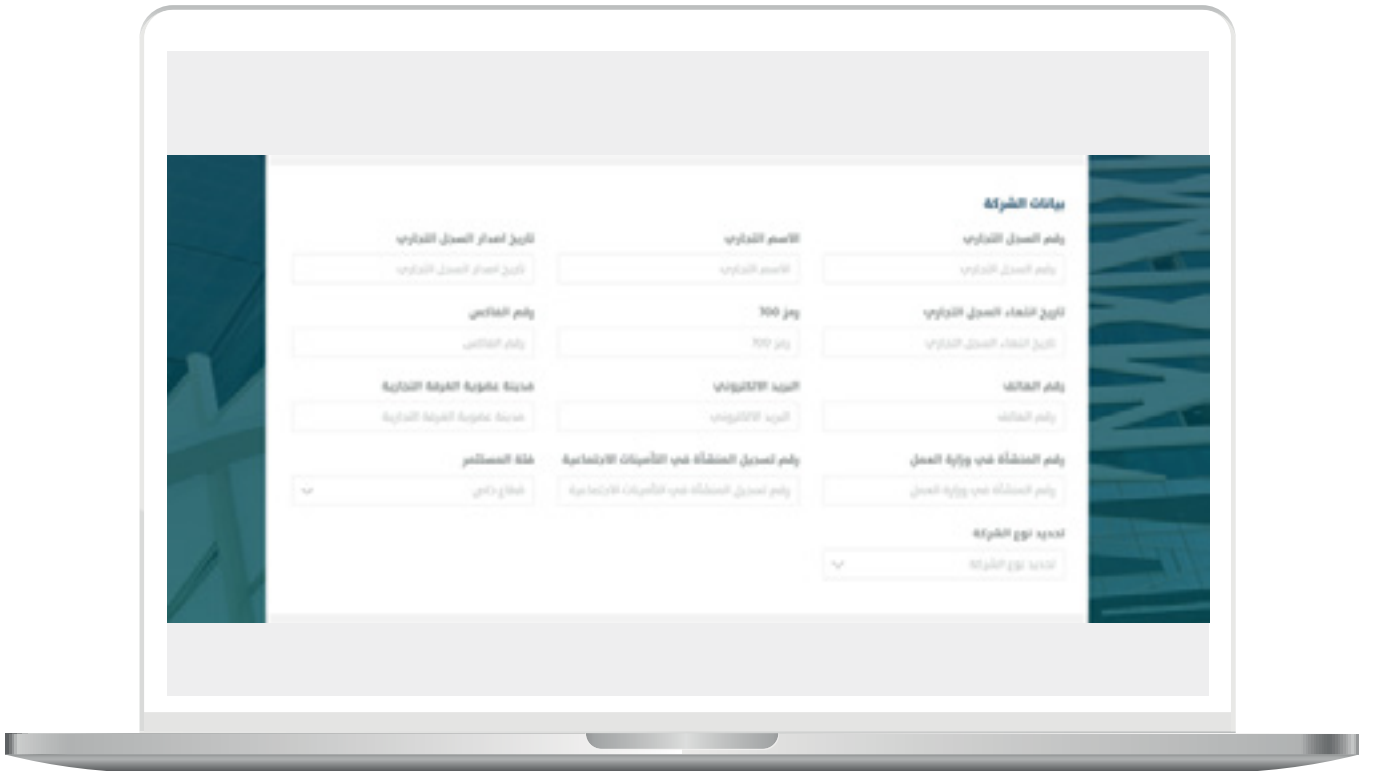 بيانات الشركة
رقم السجل التجاري
الاسم التجاري
تاريخ اصدار السجل التجاري
رقم السجل التجاري
الاسم التجاري
تاريخ اصدار السجل التجاري
تاريخ انتهاء السجل التجاري
رمز 700
رقم الفاكس
تاريخ انتهاء السجل التجاري
رمز 700
رقم الفاكس
رقم الهاتف
البريد الالكتروني
مدينة عضوية الغرفة التجارية
رقم الهاتف
البريد الالكتروني
مدينة عضوية الغرفة التجارية
رقم المنشأة في وزارة العمل
رقم تسجيل المنشأة في التأمينات الاجتماعية
فئة المستثمر
رقم المنشأة في وزارة العمل
رقم تسجيل المنشأة في التأمينات الاجتماعية
قطاع خاص
تحديد نوع الشركة
تحديد نوع الشركة